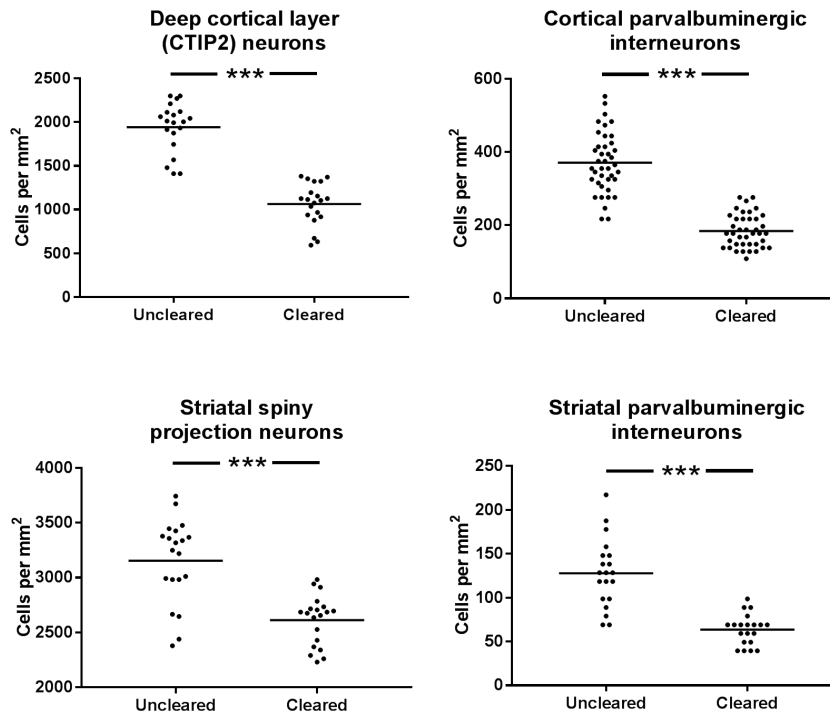 Deep cortical layer
(CTIP2) neurons
***
2500
2000
1500
1000
500
0
Cells per mm²
Uncleared Cleared
Cortical parvalbuminergic
interneurons
***
600
400
200
0
Cells per mm²
Uncleared Cleared
Striatal spiny
projection neurons
***
4000
3500
3000
2500
2000
Cells per mm²
Uncleared Cleared
Striatal parvalbuminergic
interneurons
***
250
200
150
100
50
0
Cells per mm²
Uncleared Cleared